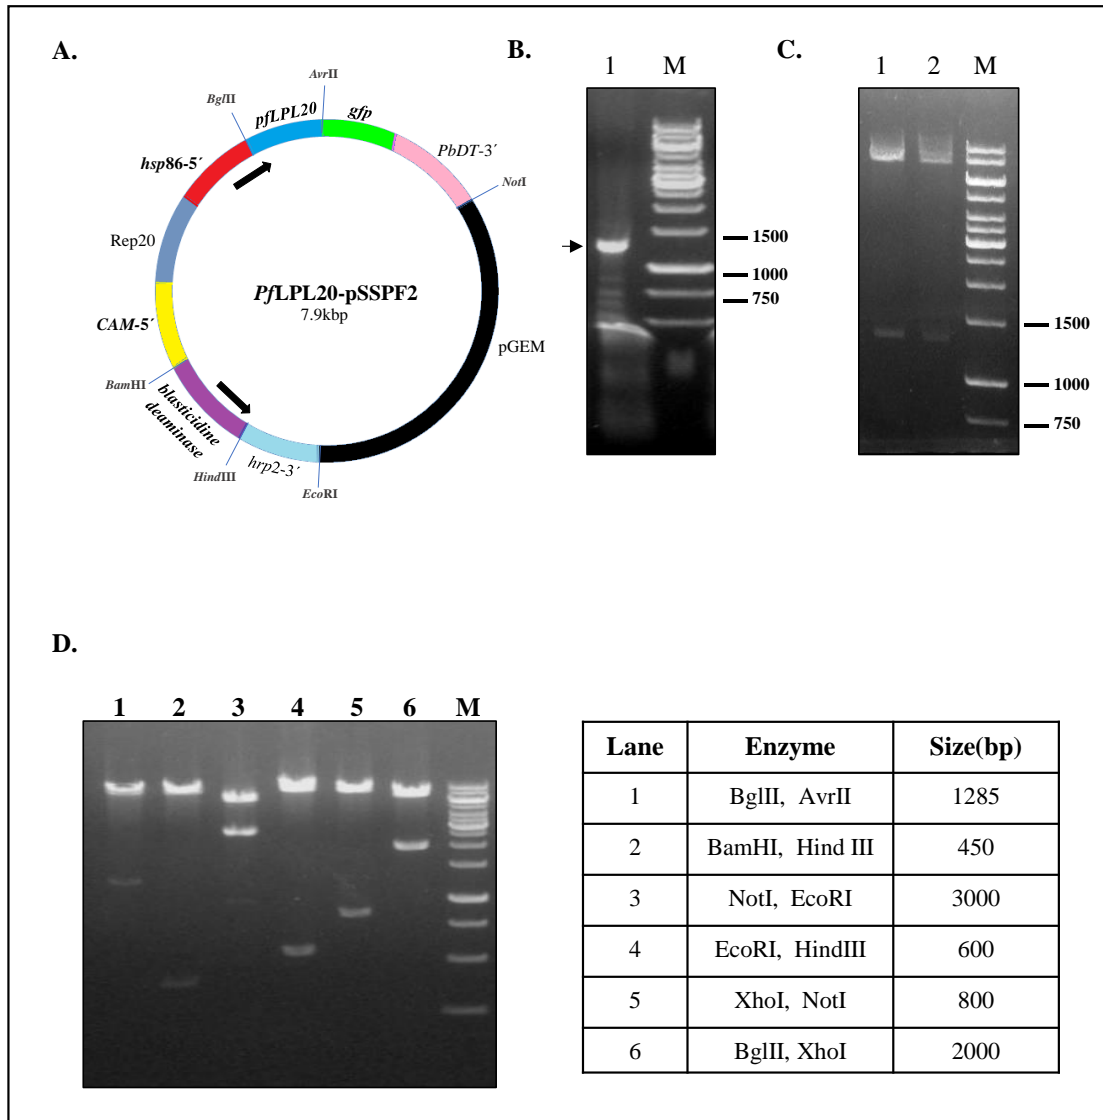 A.
AvrII
BglII
pfLPL20
gfp
hsp86-5´
PbDT-3´
NotI
Rep20
PfLPL20-pSSPF2
7.9kbp
CAM-5´
pGEM
BamHI
blasticidine
deaminase
HindIII
hrp2-3´
EcoRI
B.
1 M
1500
1000
750
C.
1 2 M
1500
1000
750
D.
1 2 3 4 5 6 M
Lane Enzyme Size(bp)
1 BglII, AvrII 1285
2 BamHI, Hind III 450
3 NotI, EcoRI 3000
4 EcoRI, HindIII 600
5 XhoI, NotI 800
6 BglII, XhoI 2000